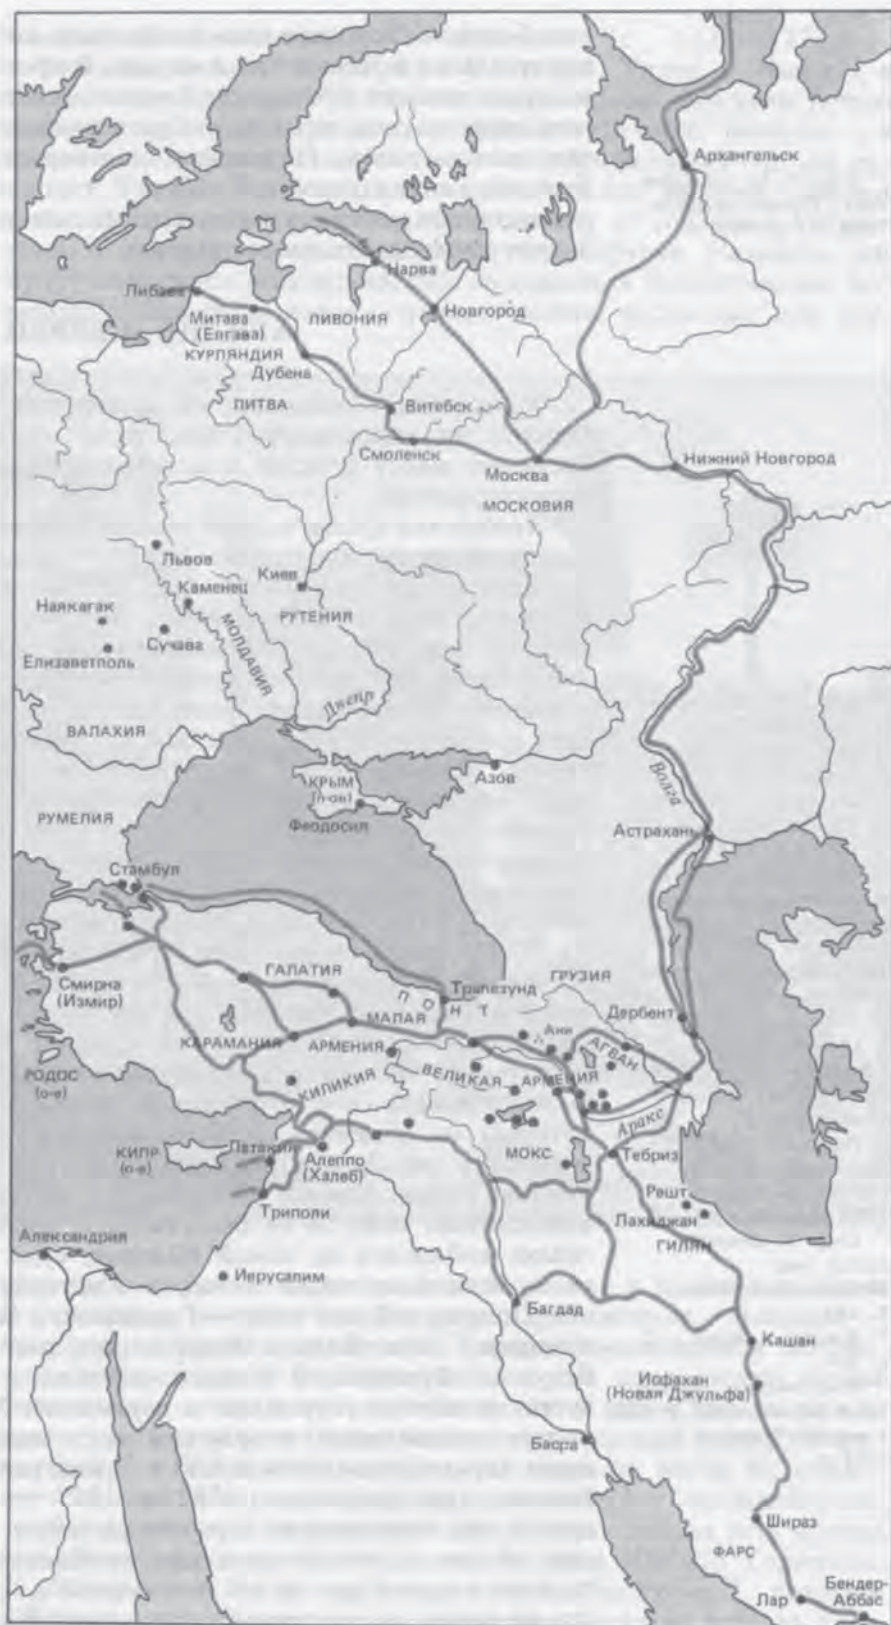 Архангельск
Нарва
Либава
Митава
(Елгава)
ЛИВОНИЯ
Новгород
КУРЛЯНДИЯ
Дубена
ЛИТВА
Витебск
Смоленск
Москва
Нижний Новгород
МОСКОВИЯ
Львов
Киев
Каменец
Наякагак
РУТЕНИЯ
МОЛДАВИЯ
Сучава
Елизаветполь
Днепр
ВАЛАХИЯ
КРЫМ
(п-ов)
Азов
Волга
Феодосия
РУМЕЛИЯ
Астрахань
Стамбул
ГАЛАТИЯ
ГРУЗИЯ
Смирна
(Измир)
Трапезунд
ПОНТ
Дербент
МАЛАЯ
Ани
КАРАМАНИЯ
АРМЕНИЯ
АГВАН
РОДОС
(о-в)
КИЛИКИЯ
ВЕЛИКАЯ
АРМЕНИЯ
Аракс
КИПР
(о-в)
Латакия
Алеппо
(Халеб)
МОКС
Тебриз
Решт
Триполи
Лахиджан
Александрия
ГИЛЯН
Иерусалим
Багдад
Кашан
Исфахан
(Новая Джульфа)
Басра
Шираз
ФАРС
Лар
Бендер-
Аббас